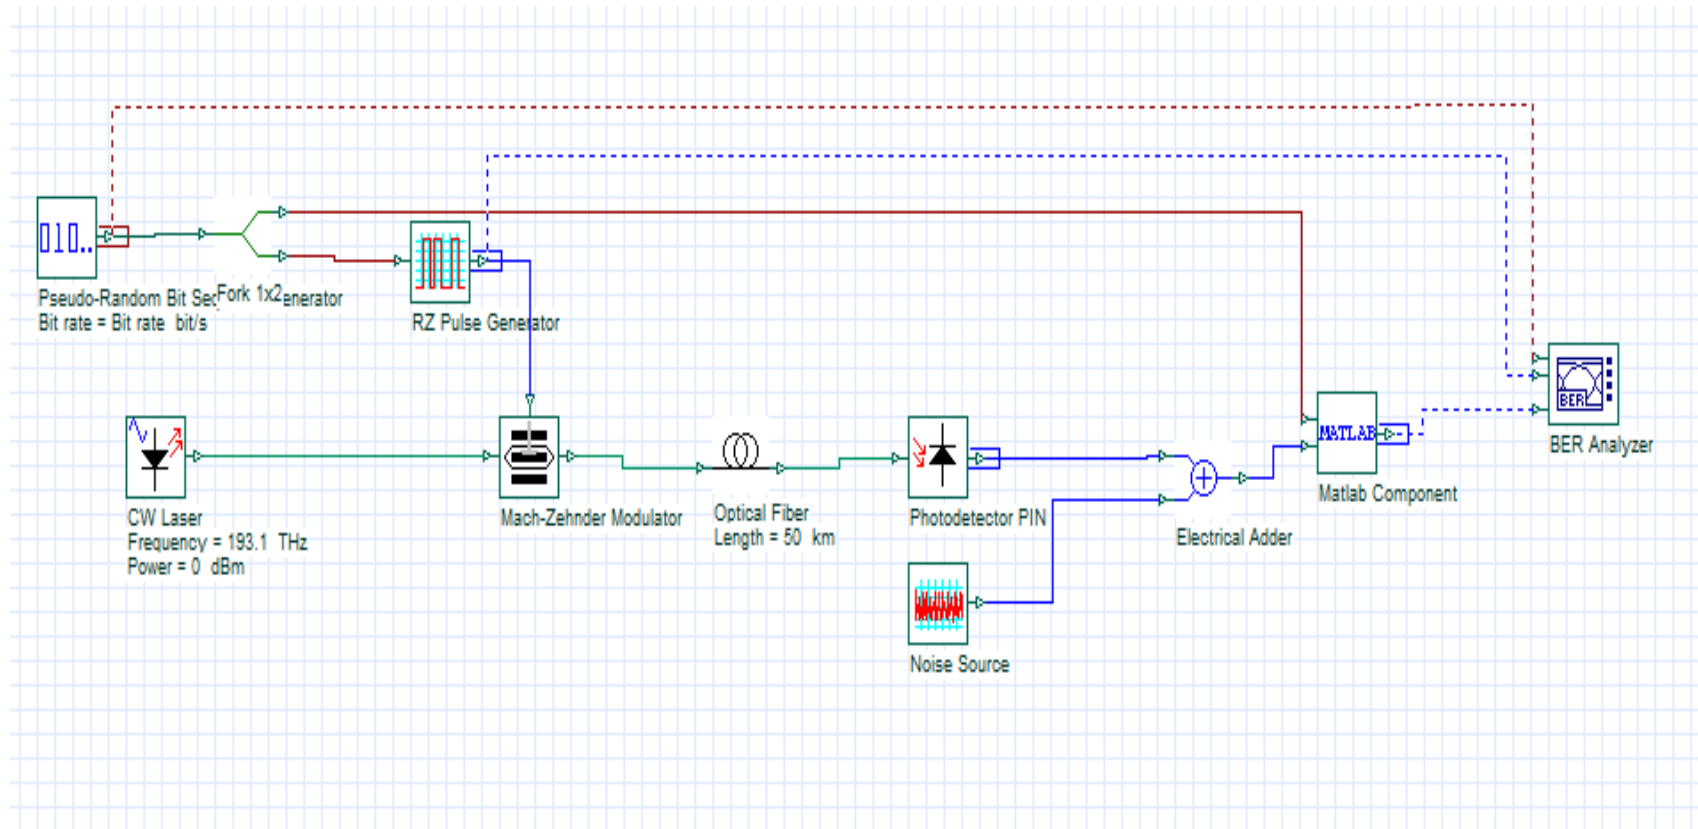 010..
Pseudo-Random Bit Seq
Fork 1x2
enerator
Bit rate = Bit rate bit/s
RZ Pulse Generator
CW Laser
Frequency = 193.1 THz
Power = 0 dBm
Mach-Zehnder Modulator
Optical Fiber
Length = 50 km
Photodetector PIN
Noise Source
Electrical Adder
MATLAB
Matlab Component
BER
BER Analyzer